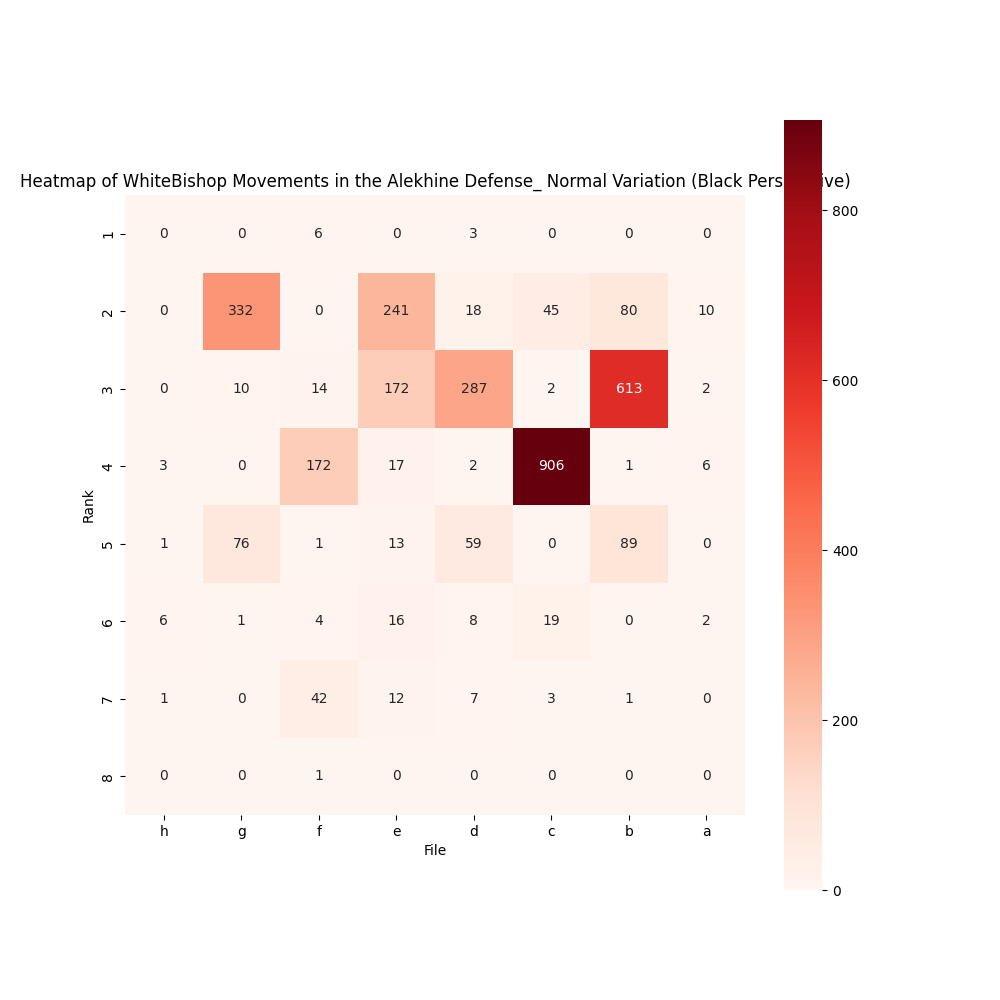 Heatmap of WhiteBishop Movements in the Alekhine Defense_ Normal Variation (Black Pers ive)
800
1 0 0 6 0 3 0 0 0
2 0 332 0 241 18 45 80 10
3 0 10 14 172 287 2 613 2
600
4 3 0 172 17 2 906 1 6
Rank
5 1 76 1 13 59 0 89 0
400
6 6 1 4 16 8 19 0 2
7 1 0 42 12 7 3 1 0
200
8 0 0 1 0 0 0 0 0
h g f e d c b a
File
0